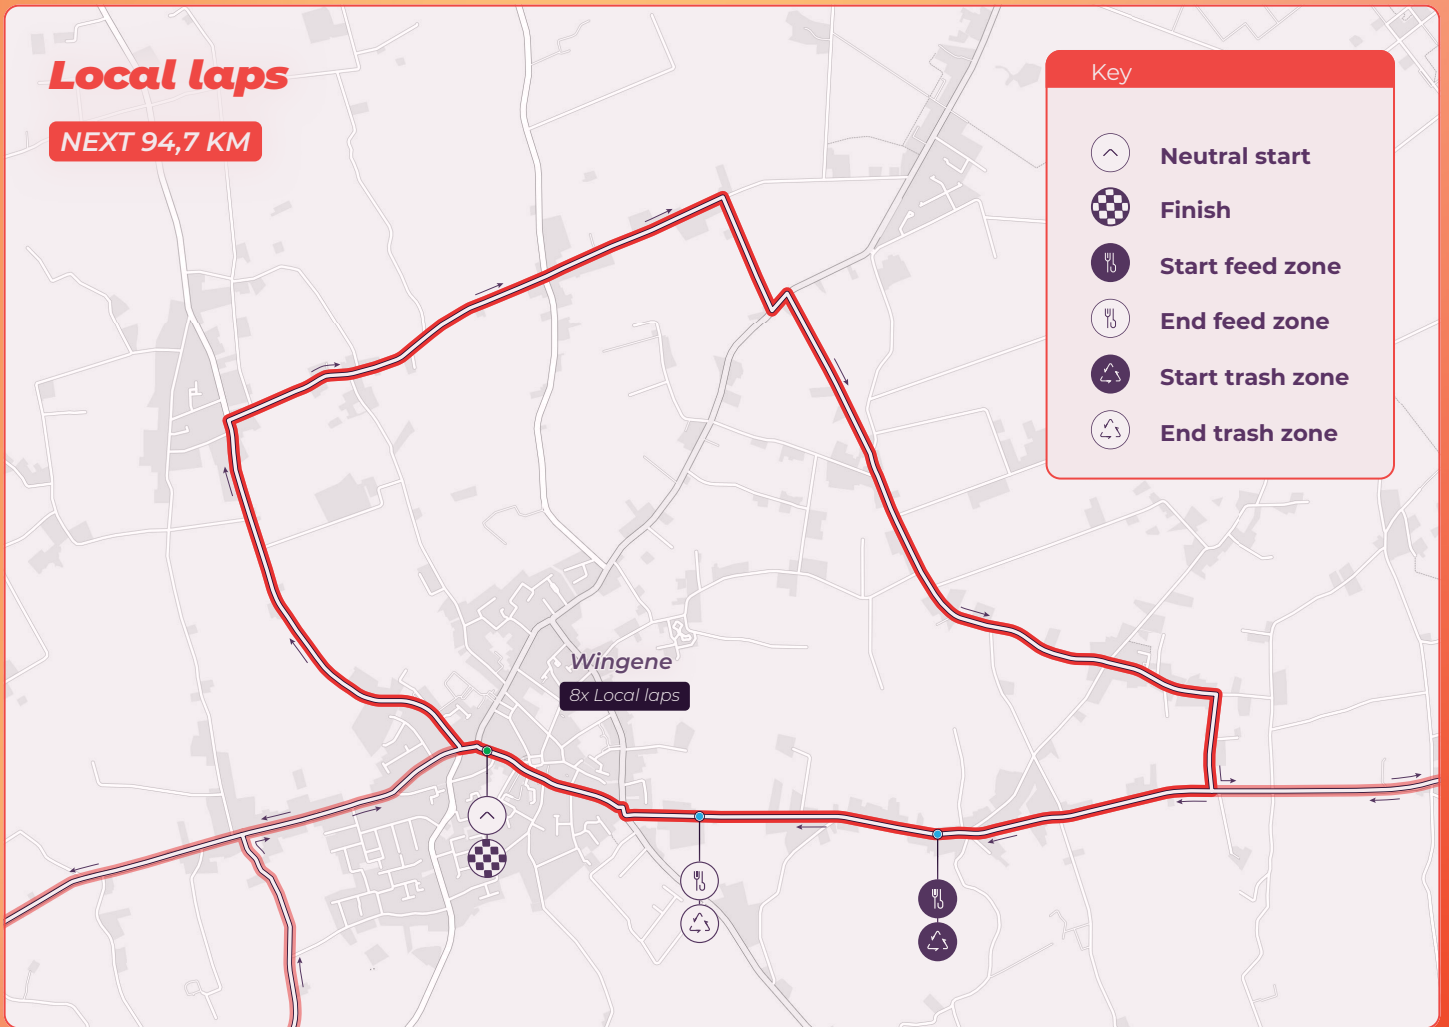 Local laps
NEXT 94,7 KM
Key
Neutral start
Finish
Start feed zone
End feed zone
Start trash zone
End trash zone
Wingene
8x Local laps